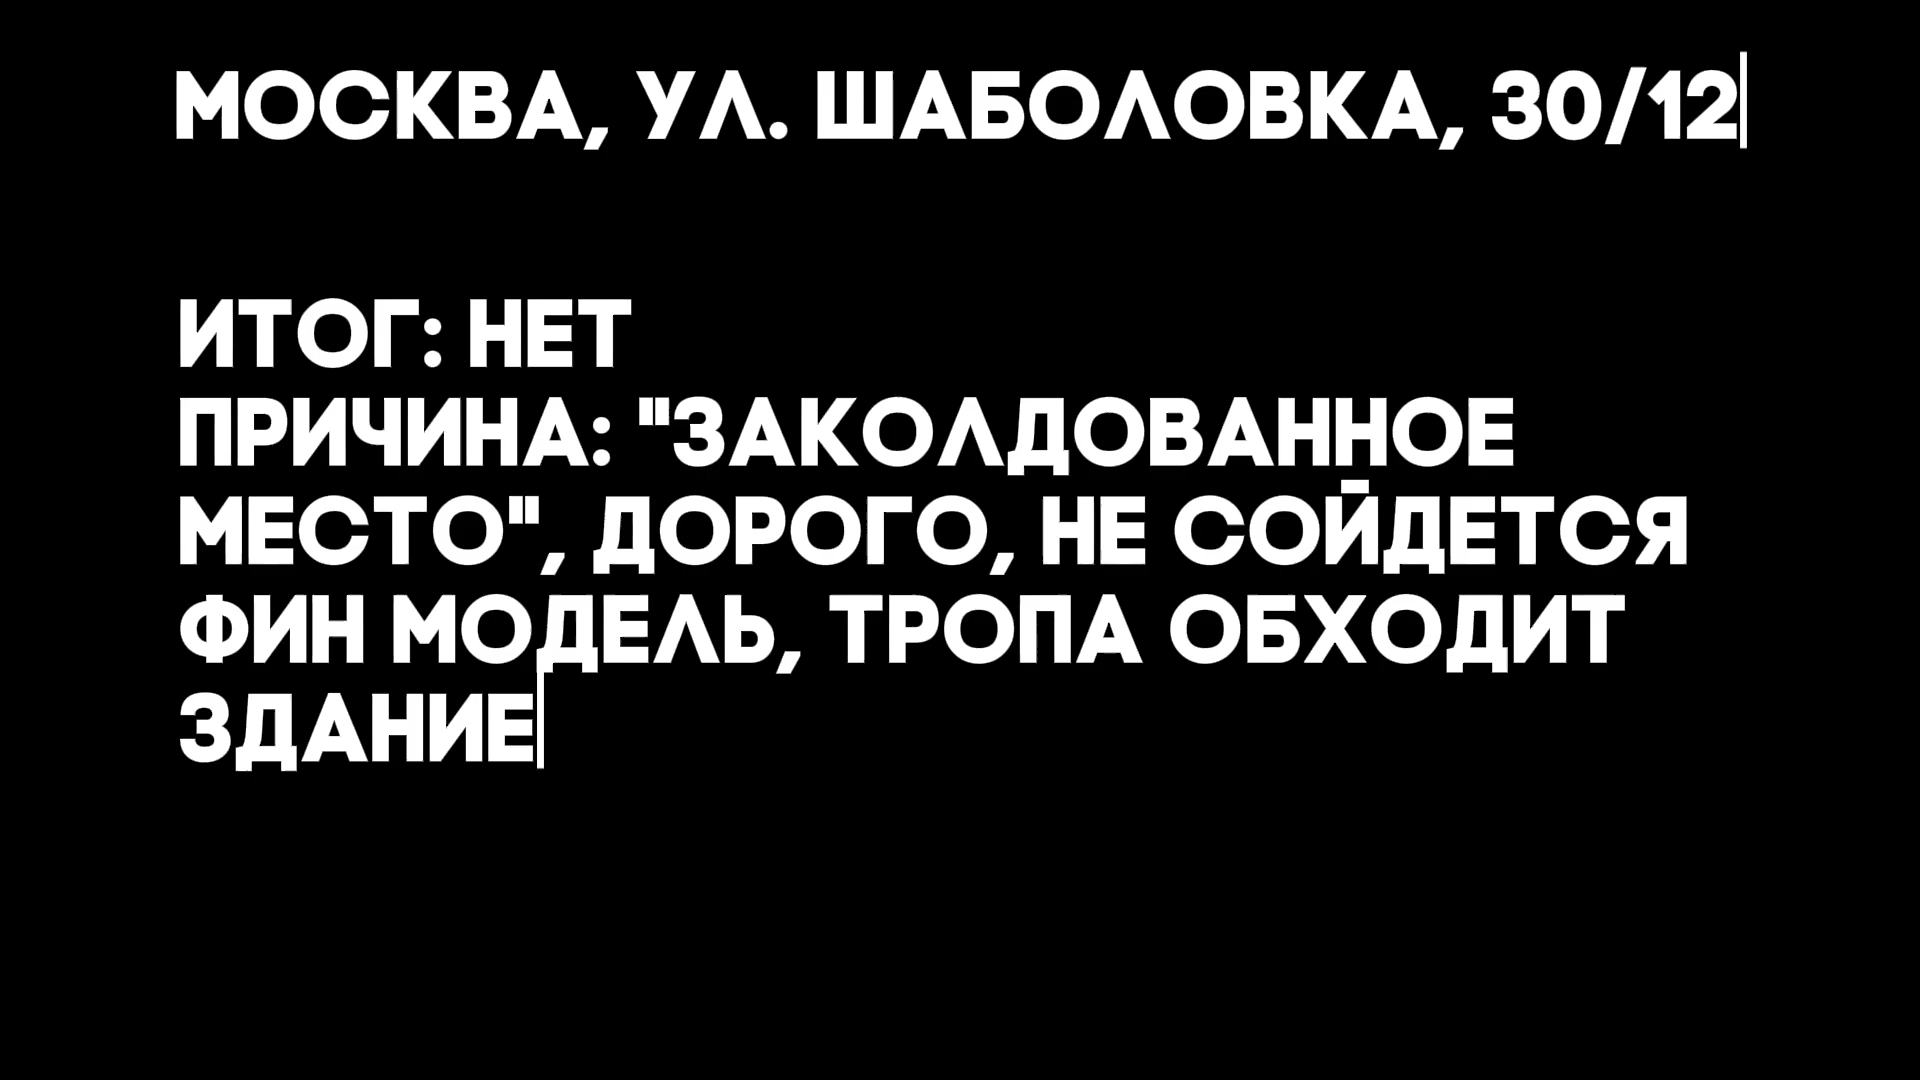 МОСКВА, УЛ. ШАБОЛОВКА, 30/12
ИТОГ: НЕТ
ПРИЧИНА: "ЗАКОЛДОВАННОЕ
МЕСТО", ДОРОГО, НЕ СОЙДЕТСЯ
ФИН МОДЕЛЬ, ТРОПА ОБХОДИТ
ЗДАНИЕ